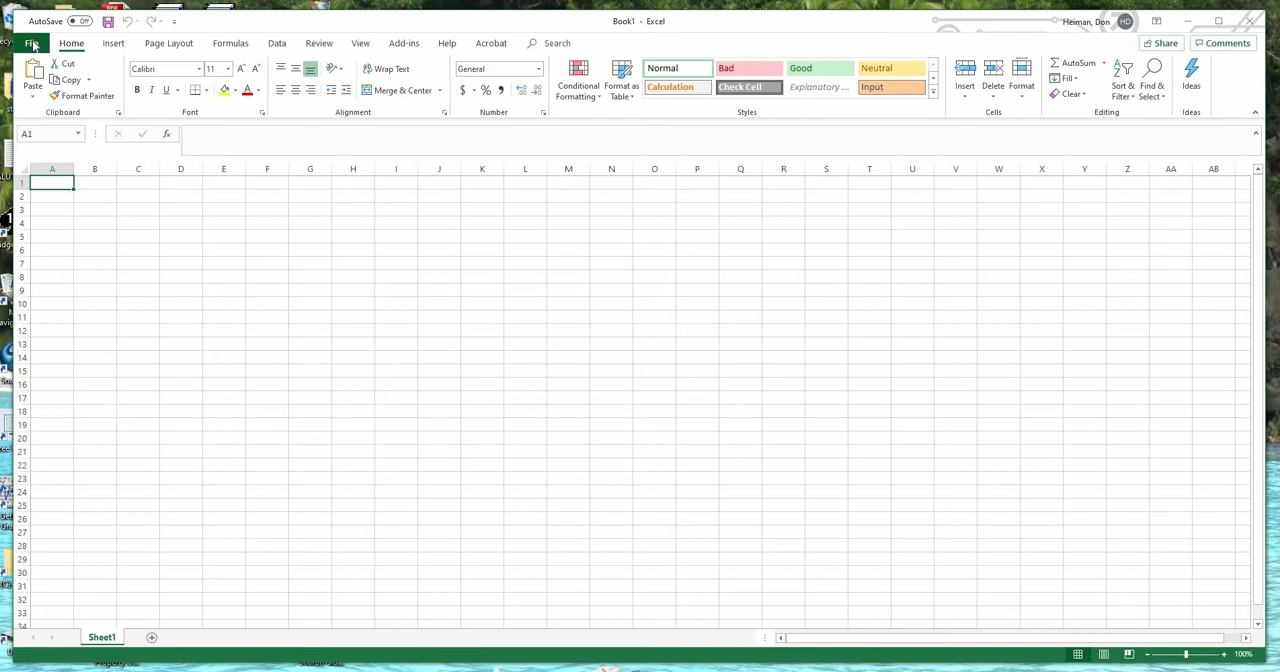 AutoSave Off
Book1 - Excel
Heiman, Don HD
File Home Insert Page Layout Formulas Data Review View Add-ins Help Acrobat Search
Share Comments
Paste
Cut
Copy
Format Painter
Clipboard
Calibri 11
B I U A
Font
Wrap Text
Merge & Center
Alignment
General
$ % ,
Number
Conditional Formatting
Format as Table
Normal Bad Good Neutral
Calculation Check Cell Explanatory ... Input
Styles
Insert Delete Format
Cells
AutoSum
Fill
Clear
Sort & Filter
Find & Select
Editing
Ideas
Ideas
A1 fx
A B C D E F G H I J K L M N O P Q R S T U V W X Y Z AA AB
1
2
3
4
5
6
7
8
9
10
11
12
13
14
15
16
17
18
19
20
21
22
23
24
25
26
27
28
29
30
31
32
33
34
Sheet1
100%